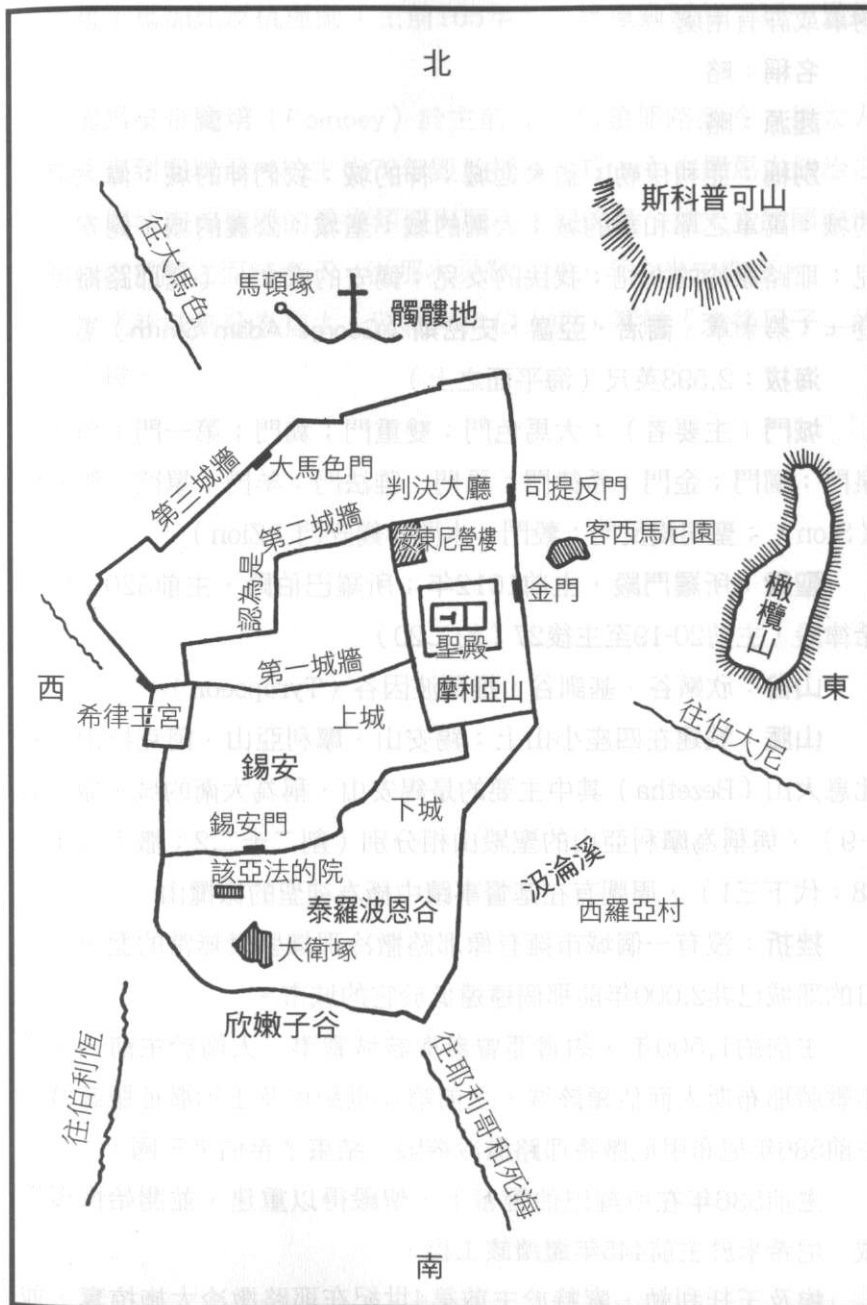 北
斯科普可山
往大馬色
馬頓塚
髑髏地
第三城牆
大馬色門
判決大廳
司提反門
第二城牆
東尼營樓
客西馬尼園
認為是
金門
橄欖山
聖殿
第一城牆
西
摩利亞山
東
希律王宮
上城
往伯大尼
錫安
下城
錫安門
該亞法的院
汲淪溪
泰羅波恩谷
西羅亞村
大衛塚
欣嫩子谷
往伯利恆
往耶利哥和死海
南